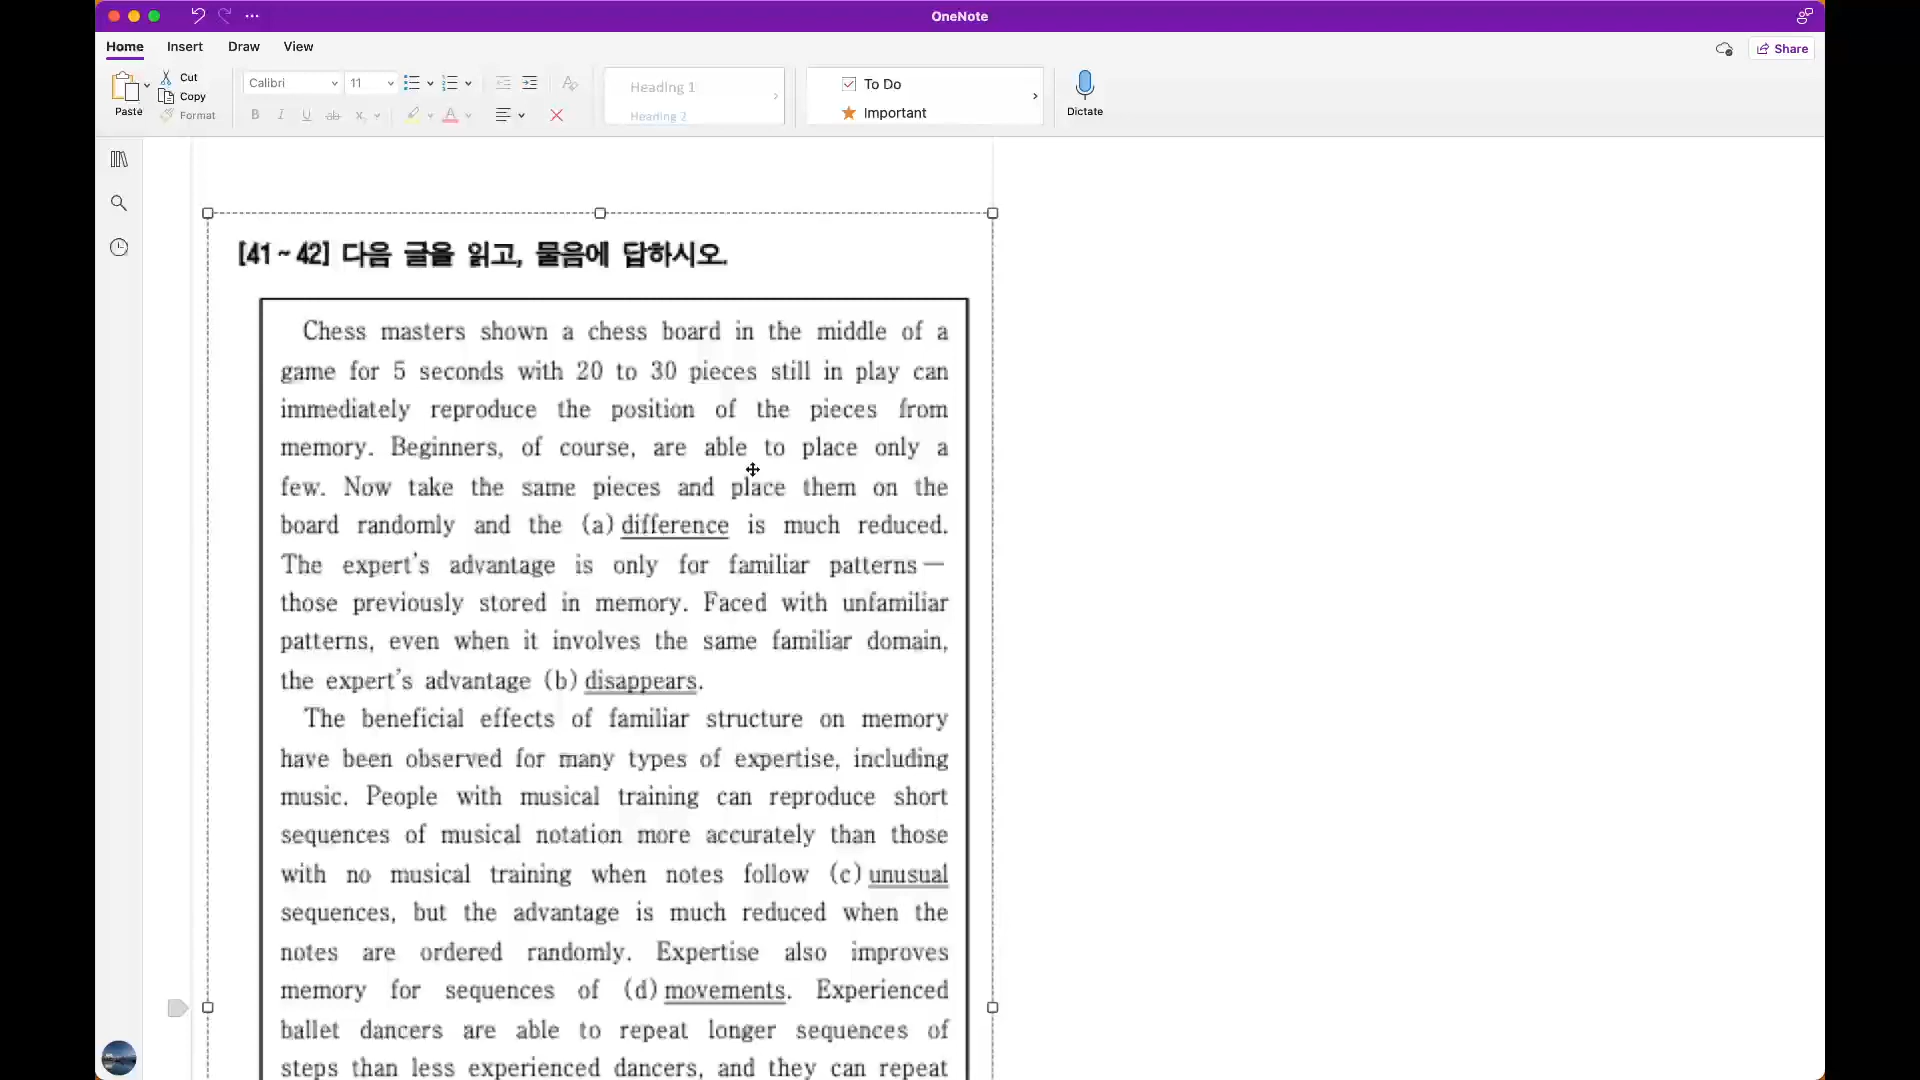 OneNote
Home
Insert
Draw
View
Share
Paste
Cut
Copy
Format
Calibri
11
Heading 1
Heading 2
To Do
Important
Dictate
[41~42] 다음 글을 읽고, 물음에 답하시오.
Chess masters shown a chess board in the middle of a
game for 5 seconds with 20 to 30 pieces still in play can
immediately reproduce the position of the pieces from
memory. Beginners, of course, are able to place only a
few. Now take the same pieces and place them on the
board randomly and the (a) difference is much reduced.
The expert's advantage is only for familiar patterns—
those previously stored in memory. Faced with unfamiliar
patterns, even when it involves the same familiar domain,
the expert's advantage (b) disappears.
The beneficial effects of familiar structure on memory
have been observed for many types of expertise, including
music. People with musical training can reproduce short
sequences of musical notation more accurately than those
with no musical training when notes follow (c) unusual
sequences, but the advantage is much reduced when the
notes are ordered randomly. Expertise also improves
memory for sequences of (d) movements. Experienced
ballet dancers are able to repeat longer sequences of
steps than less experienced dancers, and they can repeat